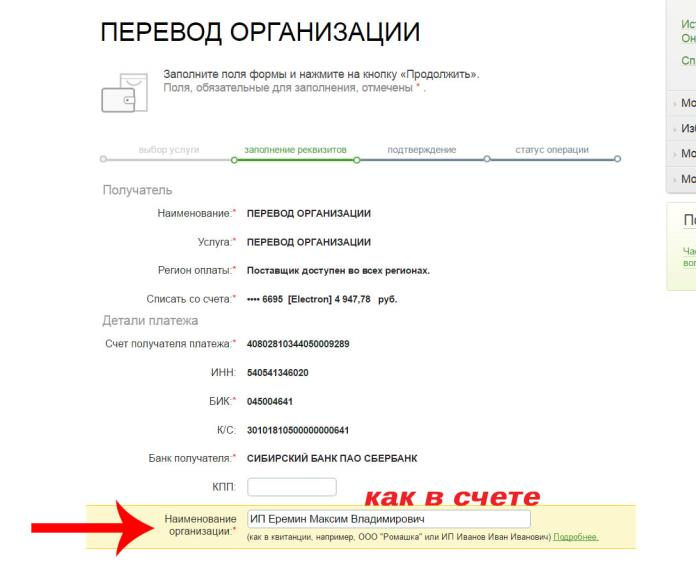 ПЕРЕВОД ОРГАНИЗАЦИИ
Заполните поля формы и нажмите на кнопку «Продолжить».
Поля, обязательные для заполнения, отмечены * .
выбор услуги заполнение реквизитов подтверждение статус операции
Получатель
Наименование:* ПЕРЕВОД ОРГАНИЗАЦИИ
Услуга:* ПЕРЕВОД ОРГАНИЗАЦИИ
Регион оплаты:* Поставщик доступен во всех регионах.
Списать со счета:* •••• 6695 [Electron] 4 947,78 руб.
Детали платежа
Счет получателя платежа:* 40802810344050009289
ИНН: 540541346020
БИК:* 045004641
К/С: 30101810500000000641
Банк получателя:* СИБИРСКИЙ БАНК ПАО СБЕРБАНК
КПП:
как в счете
Наименование
организации:*
ИП Еремин Максим Владимирович
(как в квитанции, например, ООО "Ромашка" или ИП Иванов Иван Иванович) Подробнее.
Ис
Он
Сп
Мо
Изб
Мо
Мо
По
Час
воп